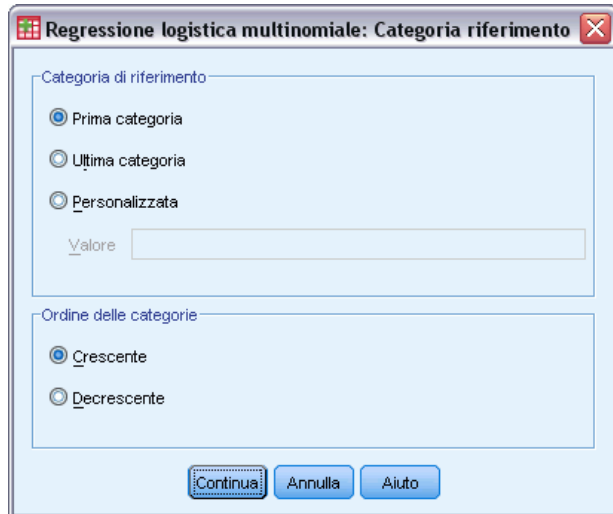 Regressione logistica multinomiale: Categoria riferimento
Categoria di riferimento
Prima categoria
Ultima categoria
Personalizzata
Valore
Ordine delle categorie
Crescente
Decrescente
Continua Annulla Aiuto